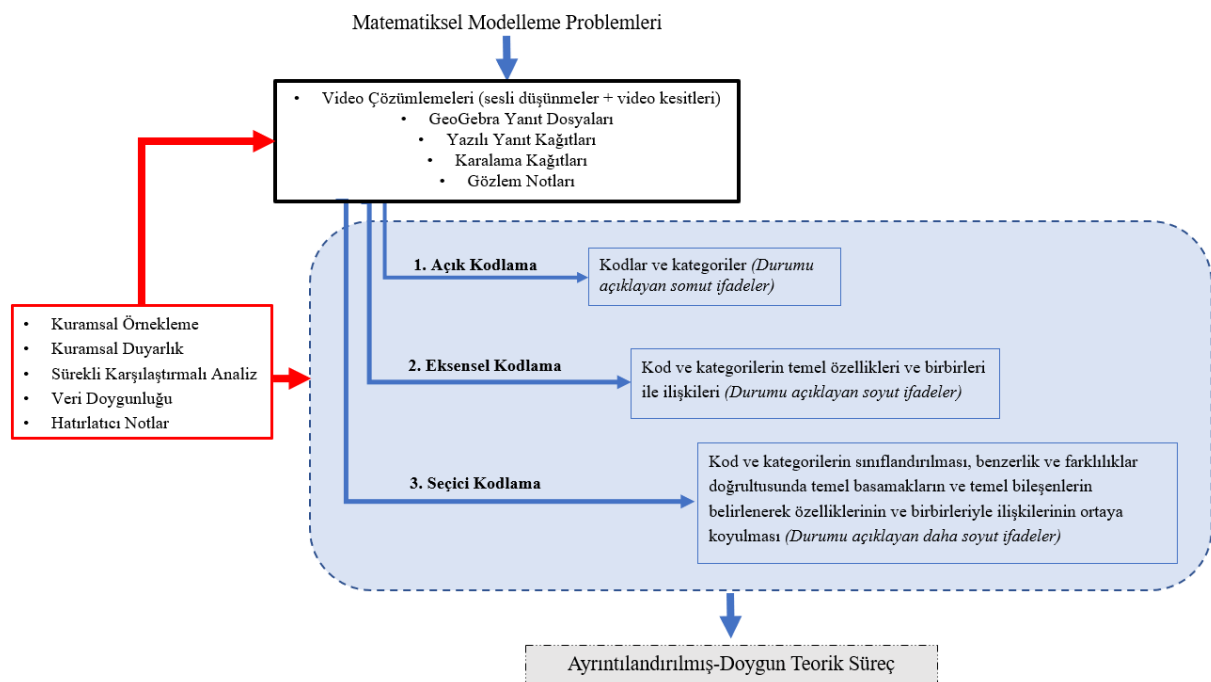 Matematiksel Modelleme Problemleri
• Video Çözümlemeleri (sesli düşünmeler + video kesitleri)
• GeoGebra Yanıt Dosyaları
• Yazılı Yanıt Kağıtları
• Karalama Kağıtları
• Gözlem Notları
1. Açık Kodlama
Kodlar ve kategoriler (Durumu
açıklayan somut ifadeler)
• Kuramsal Örnekleme
• Kuramsal Duyarlık
• Sürekli Karşılaştırmalı Analiz
• Veri Doygunluğu
• Hatırlatıcı Notlar
2. Eksensel Kodlama
Kod ve kategorilerin temel özellikleri ve birbirleri
ile ilişkileri (Durumu açıklayan soyut ifadeler)
3. Seçici Kodlama
Kod ve kategorilerin sınıflandırılması, benzerlik ve farklılıklar
doğrultusunda temel basamakların ve temel bileşenlerin
belirlenerek özelliklerinin ve birbirleriyle ilişkilerinin ortaya
koyulması (Durumu açıklayan daha soyut ifadeler)
Ayrıntılandırılmış-Doygun Teorik Süreç